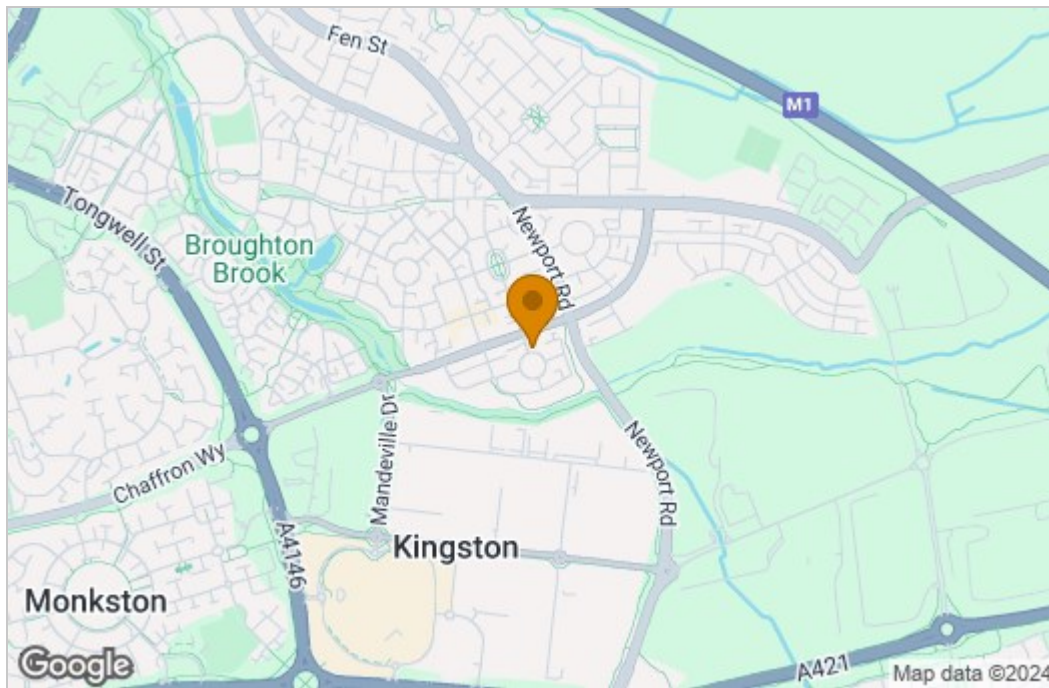 Fen St
M1
Tongwell St
Newport Rd
Broughton
Brook
Mandeville Dr
Newport Rd
Chaffron Wy
A4146
Kingston
Monkston
A421
Google
Map data ©2024